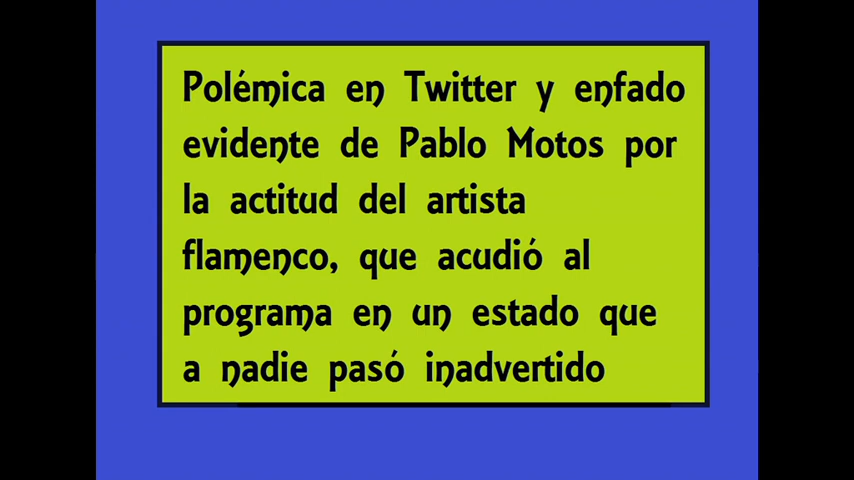 Polémica en Twitter y enfado
evidente de Pablo Motos por
la actitud del artista
flamenco, que acudió al
programa en un estado que
a nadie pasó inadvertido